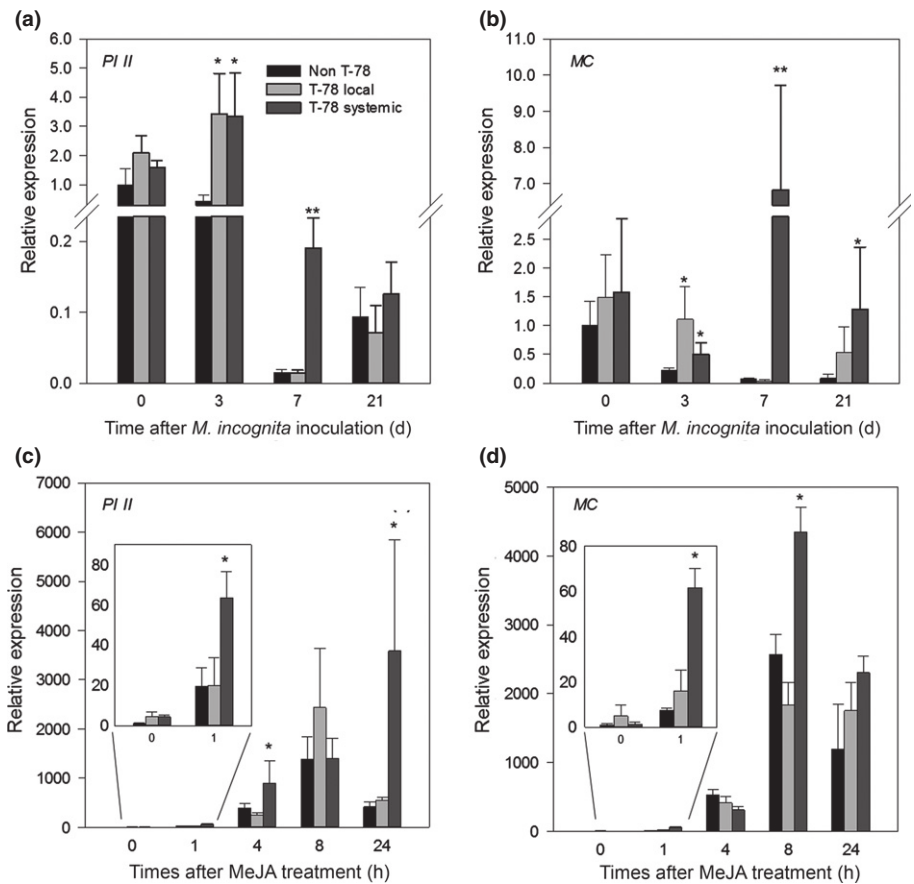 (a)
PI II
Non T-78
T-78 local
T-78 systemic
6.0
5.0
4.0
3.0
2.0
1.0
0.2
0.1
0.0
Relative expression
* *
**
0 3 7 21
Time after M. incognita inoculation (d)
(b)
MC
11.0
10.0
9.0
8.0
7.0
6.0
2.5
2.0
1.5
1.0
0.5
0.0
Relative expression
*
*
**
*
0 3 7 21
Time after M. incognita inoculation (d)
(c)
PI II
7000
6000
5000
4000
3000
2000
1000
0
Relative expression
80
60
40
20
0
*
0 1
*
*
0 1 4 8 24
Times after MeJA treatment (h)
(d)
MC
5000
4000
3000
2000
1000
0
Relative expression
80
60
40
20
0
*
0 1
*
0 1 4 8 24
Times after MeJA treatment (h)